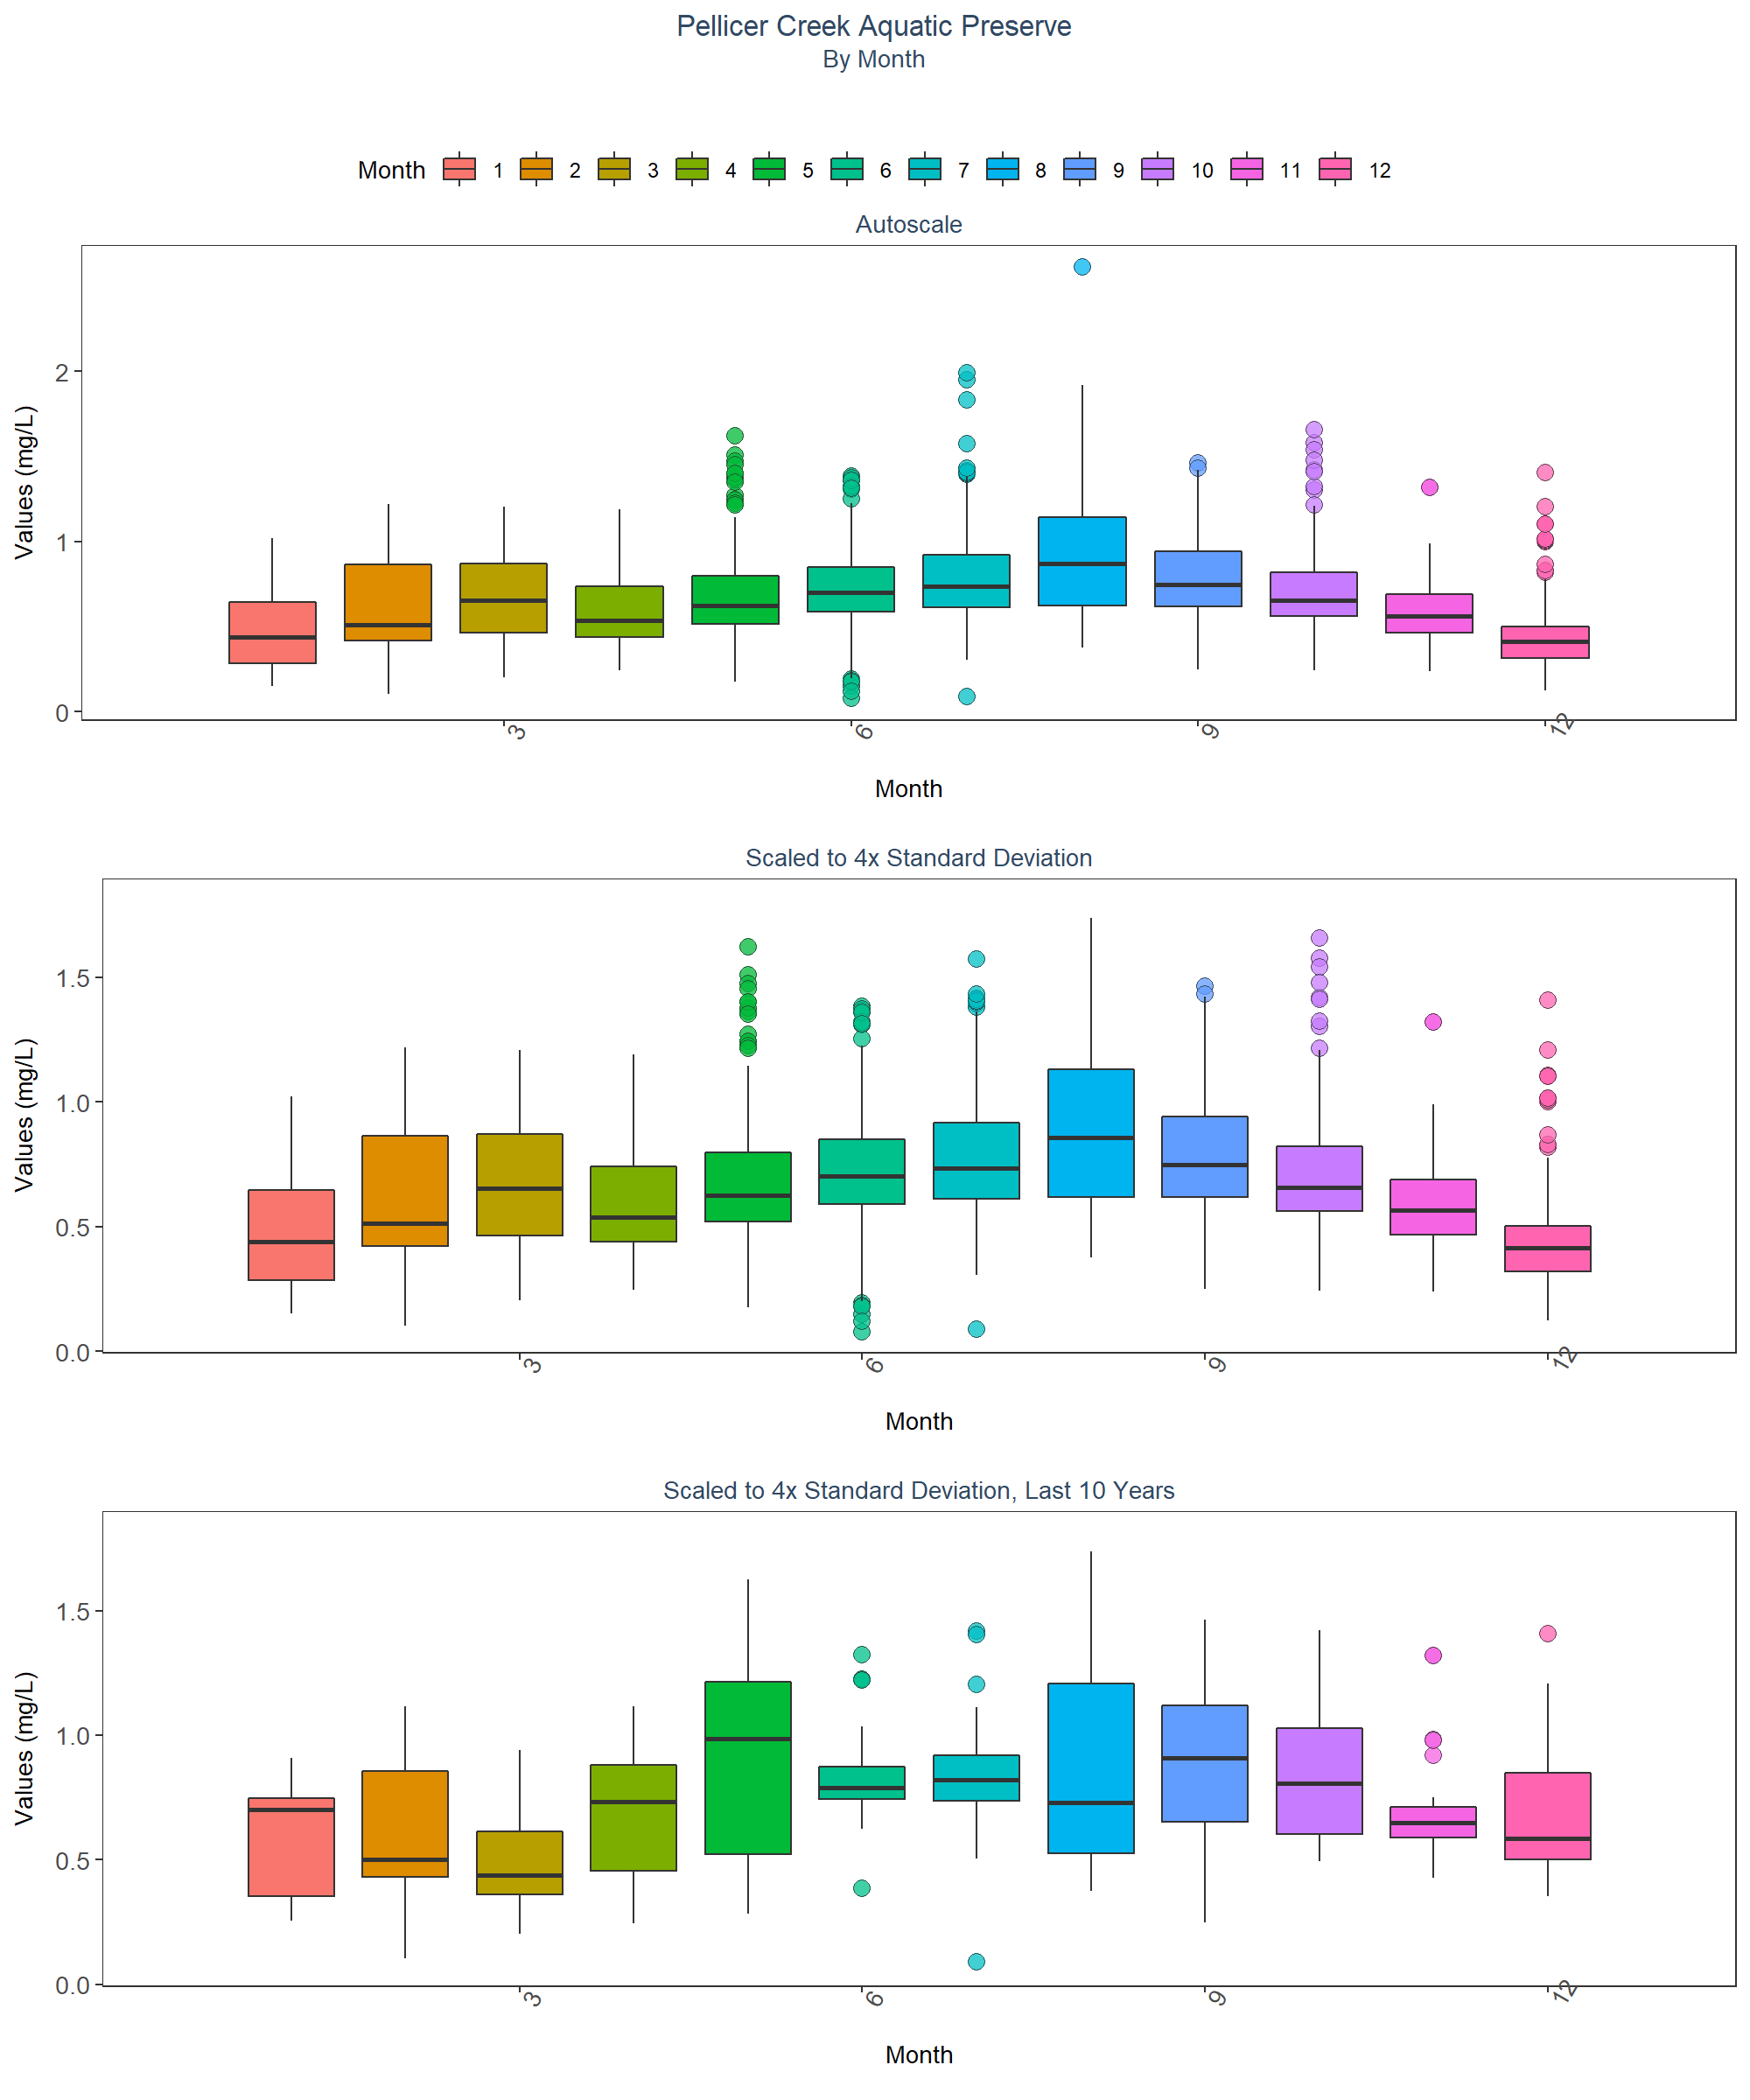 Pellicer Creek Aquatic Preserve
By Month
Month 1 2 3 4 5 6 7 8 9 10 11 12
Autoscale
Values (mg/L)
2
1
0
3 6 9 12
Month
Scaled to 4x Standard Deviation
Values (mg/L)
1.5
1.0
0.5
0.0
3 6 9 12
Month
Scaled to 4x Standard Deviation, Last 10 Years
Values (mg/L)
1.5
1.0
0.5
0.0
3 6 9 12
Month